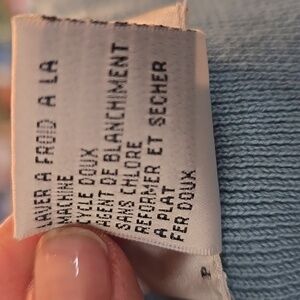 LAVER A FROID A LA
MACHINE
CYCLE DOUX
AGENT DE BLANCHIMENT
SANS CHLORE
REFORMER ET SECHER
A PLAT
FER DOUX
P